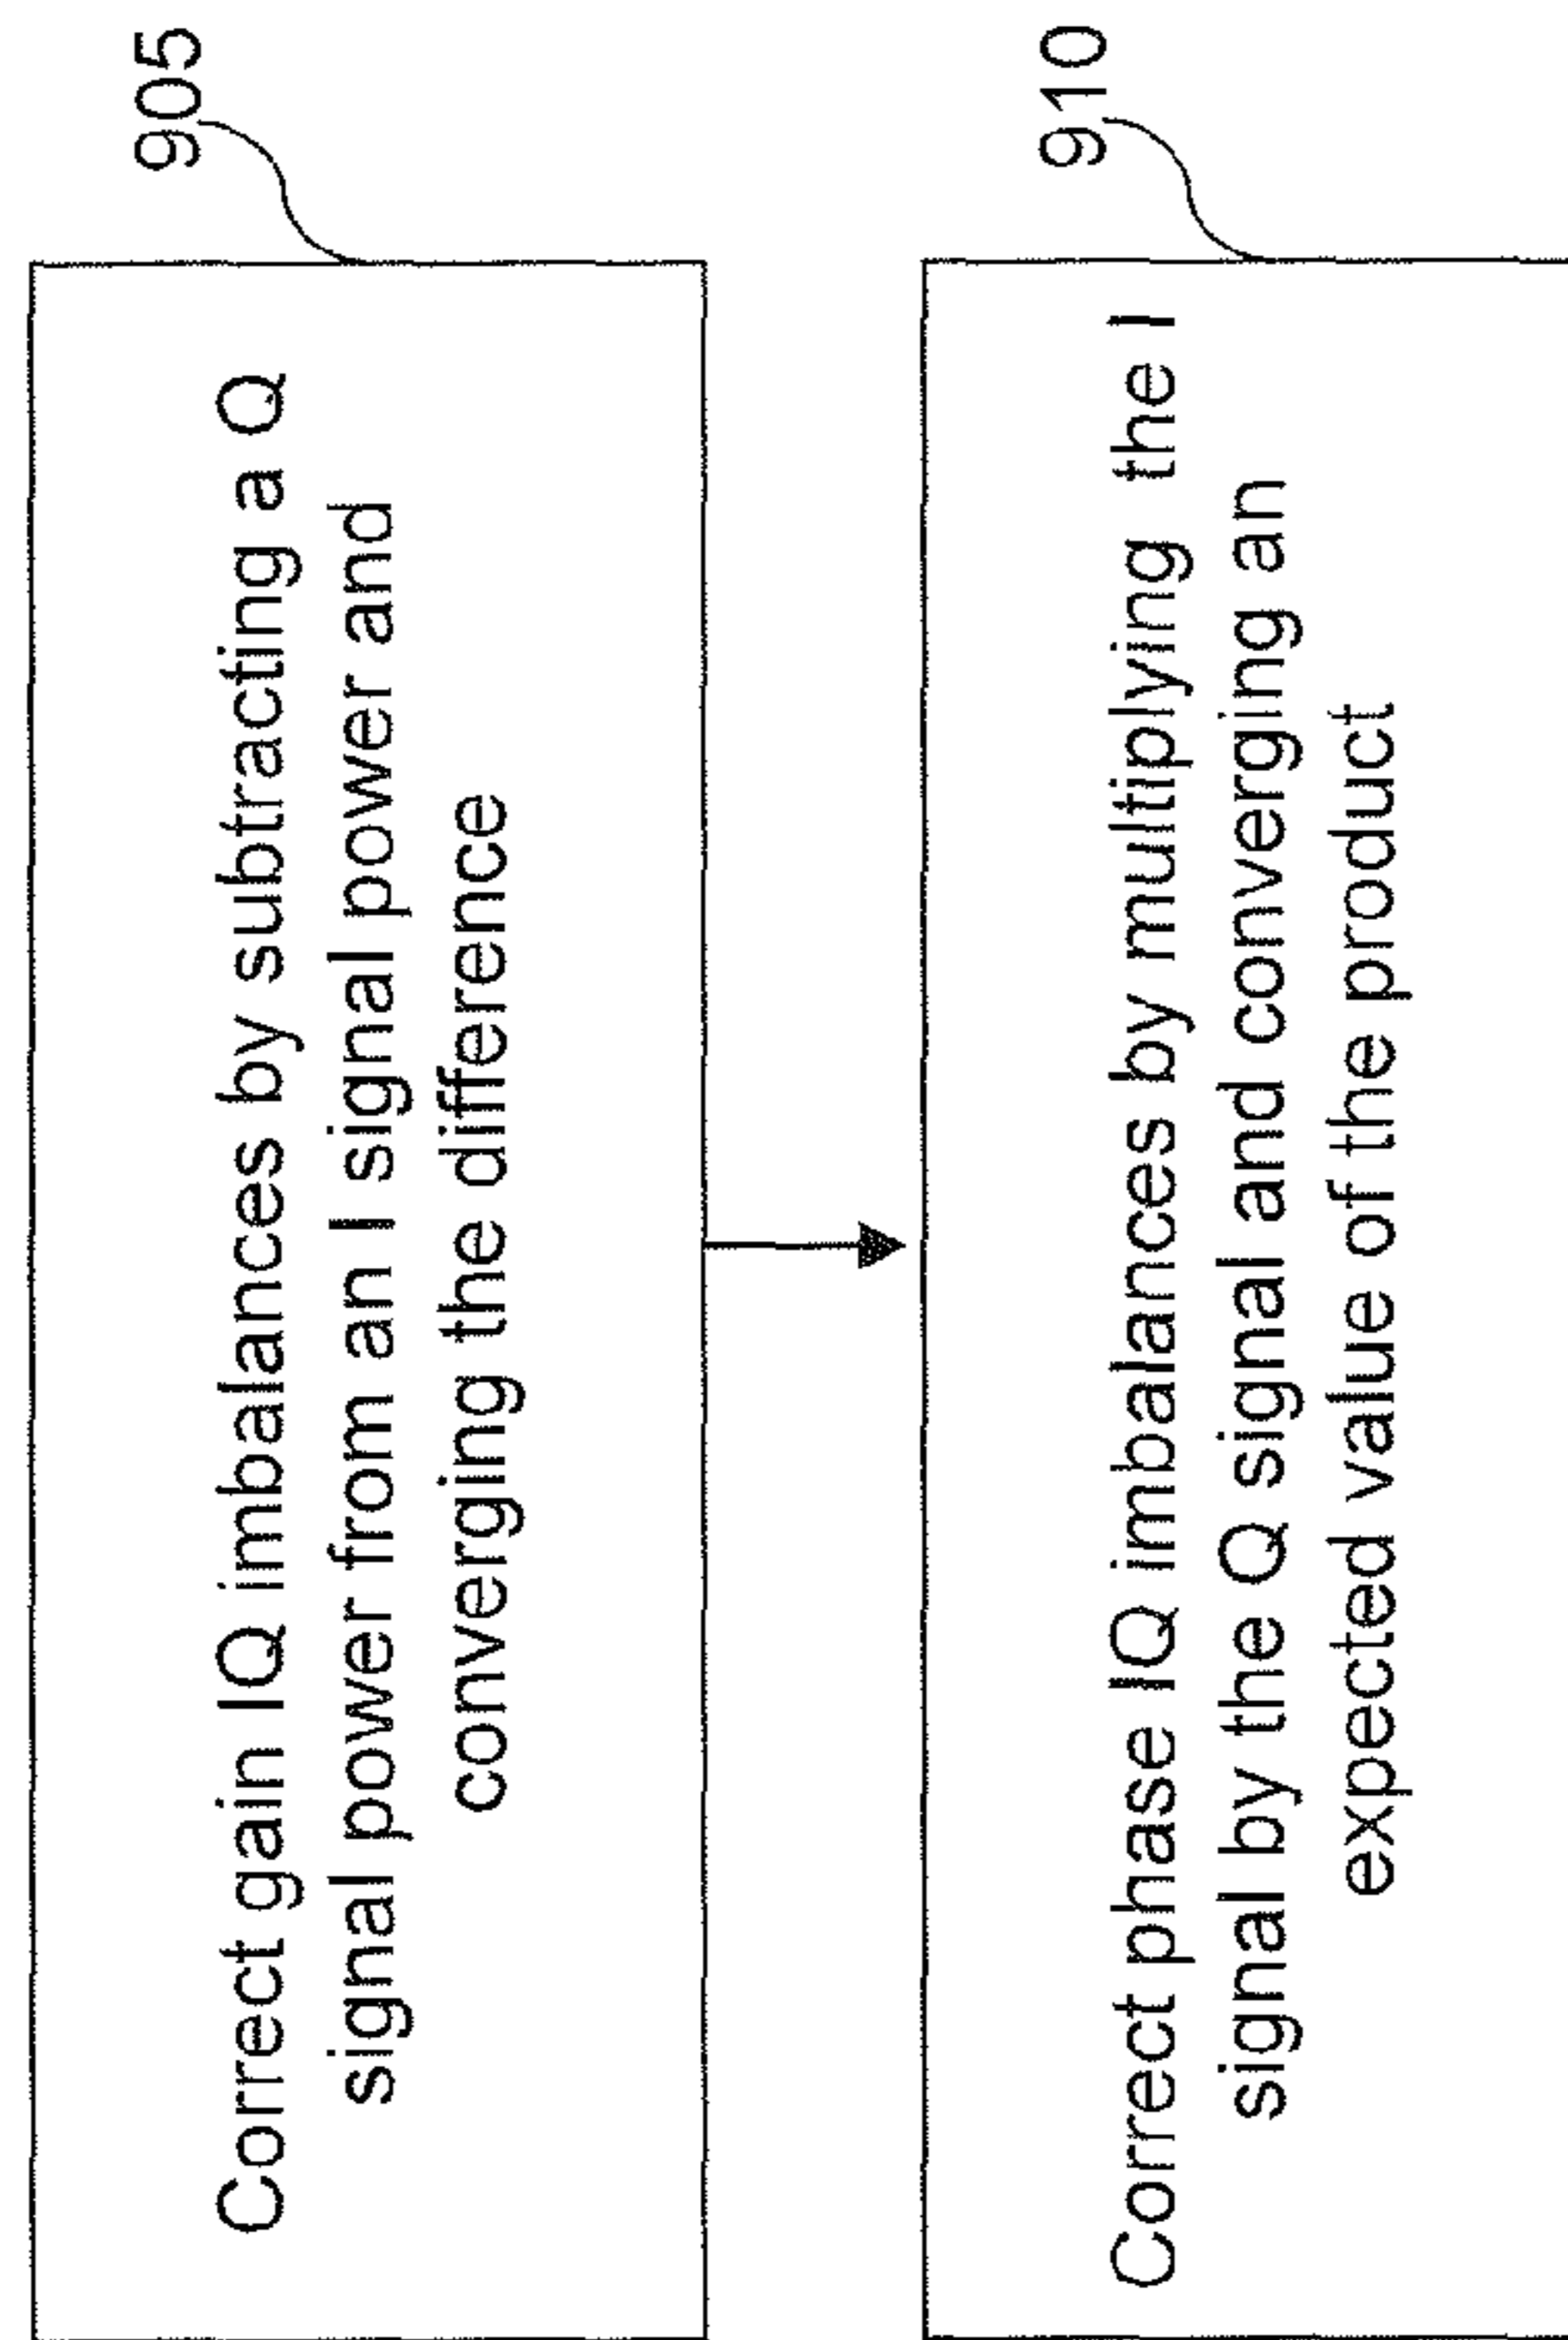 905
Correct gain IQ imbalances by subtracting a Q
signal power from an I signal power and
converging the difference
910
Correct phase IQ imbalances by multiplying the I
signal by the Q signal and converging an
expected value of the product